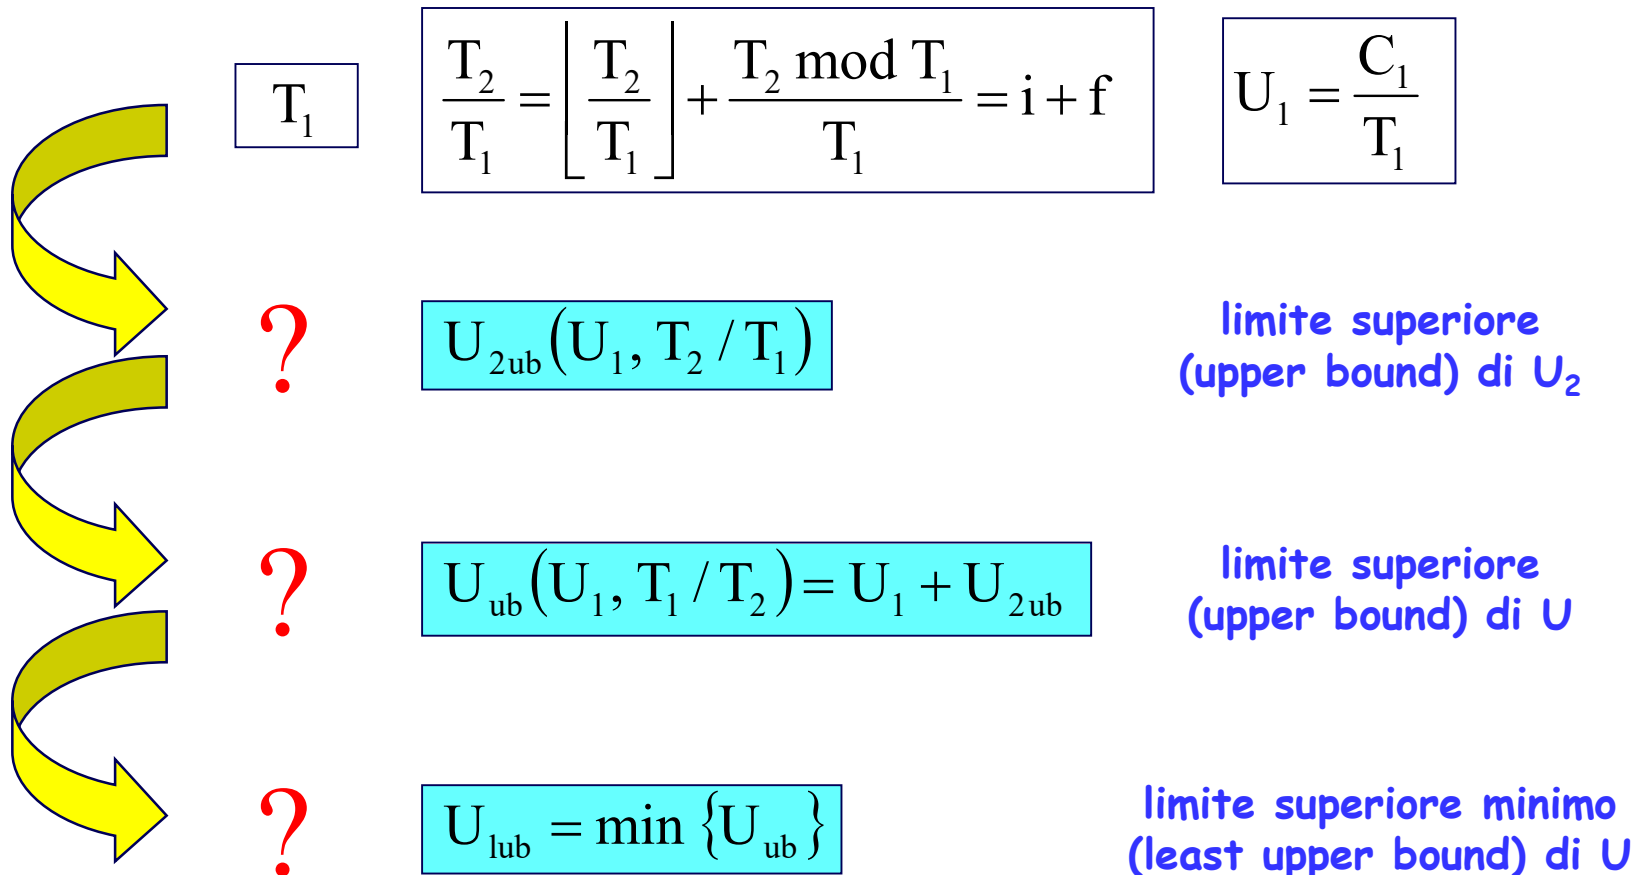 T₁
T₂/T₁ = ⌊T₂/T₁⌋ + (T₂ mod T₁)/T₁ = i + f
U₁ = C₁/T₁
?
U₂ub(U₁, T₂ / T₁)
limite superiore
(upper bound) di U₂
?
Uub(U₁, T₁ / T₂) = U₁ + U₂ub
limite superiore
(upper bound) di U
?
Ulub = min {Uub}
limite superiore minimo
(least upper bound) di U